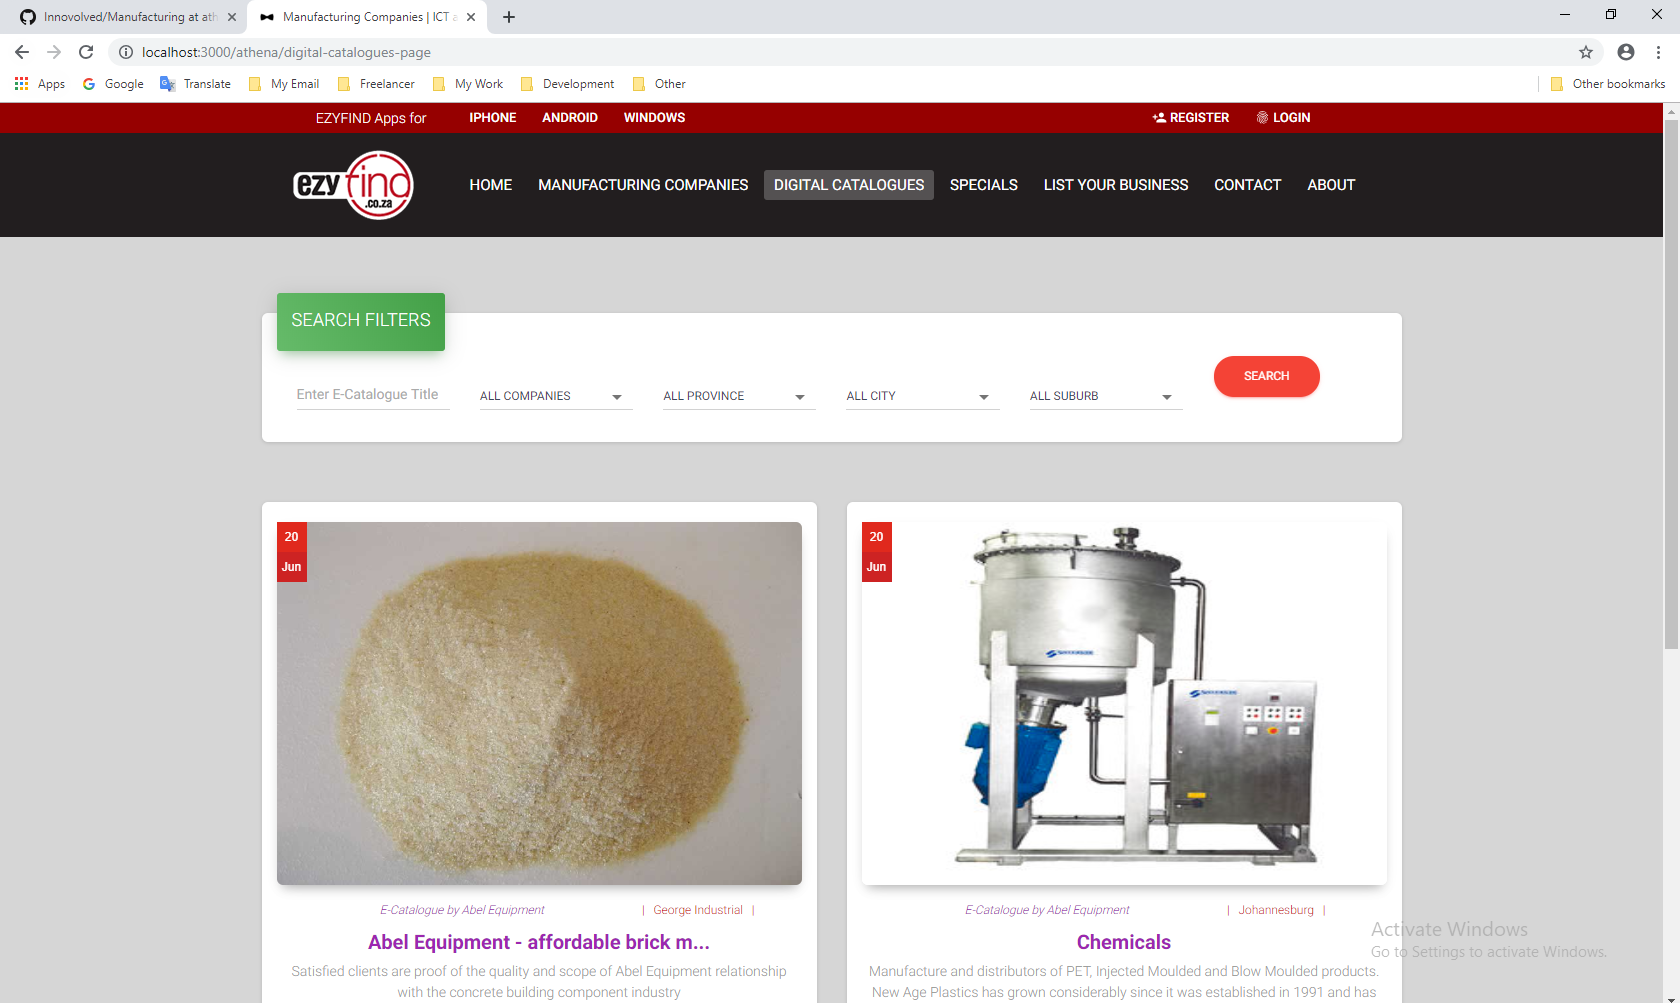 Innovolved/Manufacturing at ath
Manufacturing Companies | ICT a
localhost:3000/athena/digital-catalogues-page
Apps Google Translate My Email Freelancer My Work Development Other Other bookmarks
EZYFIND Apps for IPHONE ANDROID WINDOWS REGISTER LOGIN
ezyfind
.co.za
HOME MANUFACTURING COMPANIES DIGITAL CATALOGUES SPECIALS LIST YOUR BUSINESS CONTACT ABOUT
SEARCH FILTERS
Enter E-Catalogue Title ALL COMPANIES ALL PROVINCE ALL CITY ALL SUBURB SEARCH
20
Jun
E-Catalogue by Abel Equipment | George Industrial |
Abel Equipment - affordable brick m...
Satisfied clients are proof of the quality and scope of Abel Equipment relationship
with the concrete building component industry
20
Jun
E-Catalogue by Abel Equipment | Johannesburg |
Chemicals
Manufacture and distributors of PET, Injected Moulded and Blow Moulded products.
New Age Plastics has grown considerably since it was established in 1991 and has
Activate Windows
Go to Settings to activate Windows.